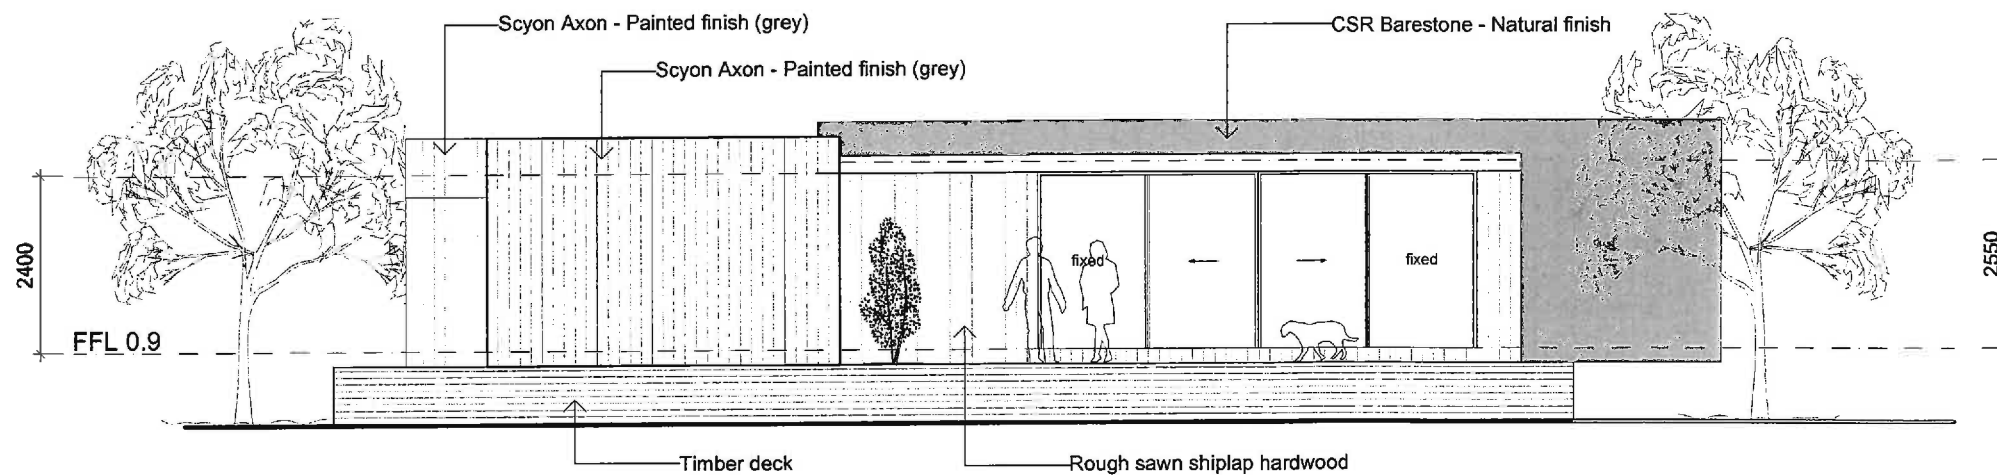 Scyon Axon - Painted finish (grey)
CSR Barestone - Natural finish
Scyon Axon - Painted finish (grey)
2400
2550
fixed
fixed
FFL 0.9
Timber deck
Rough sawn shiplap hardwood